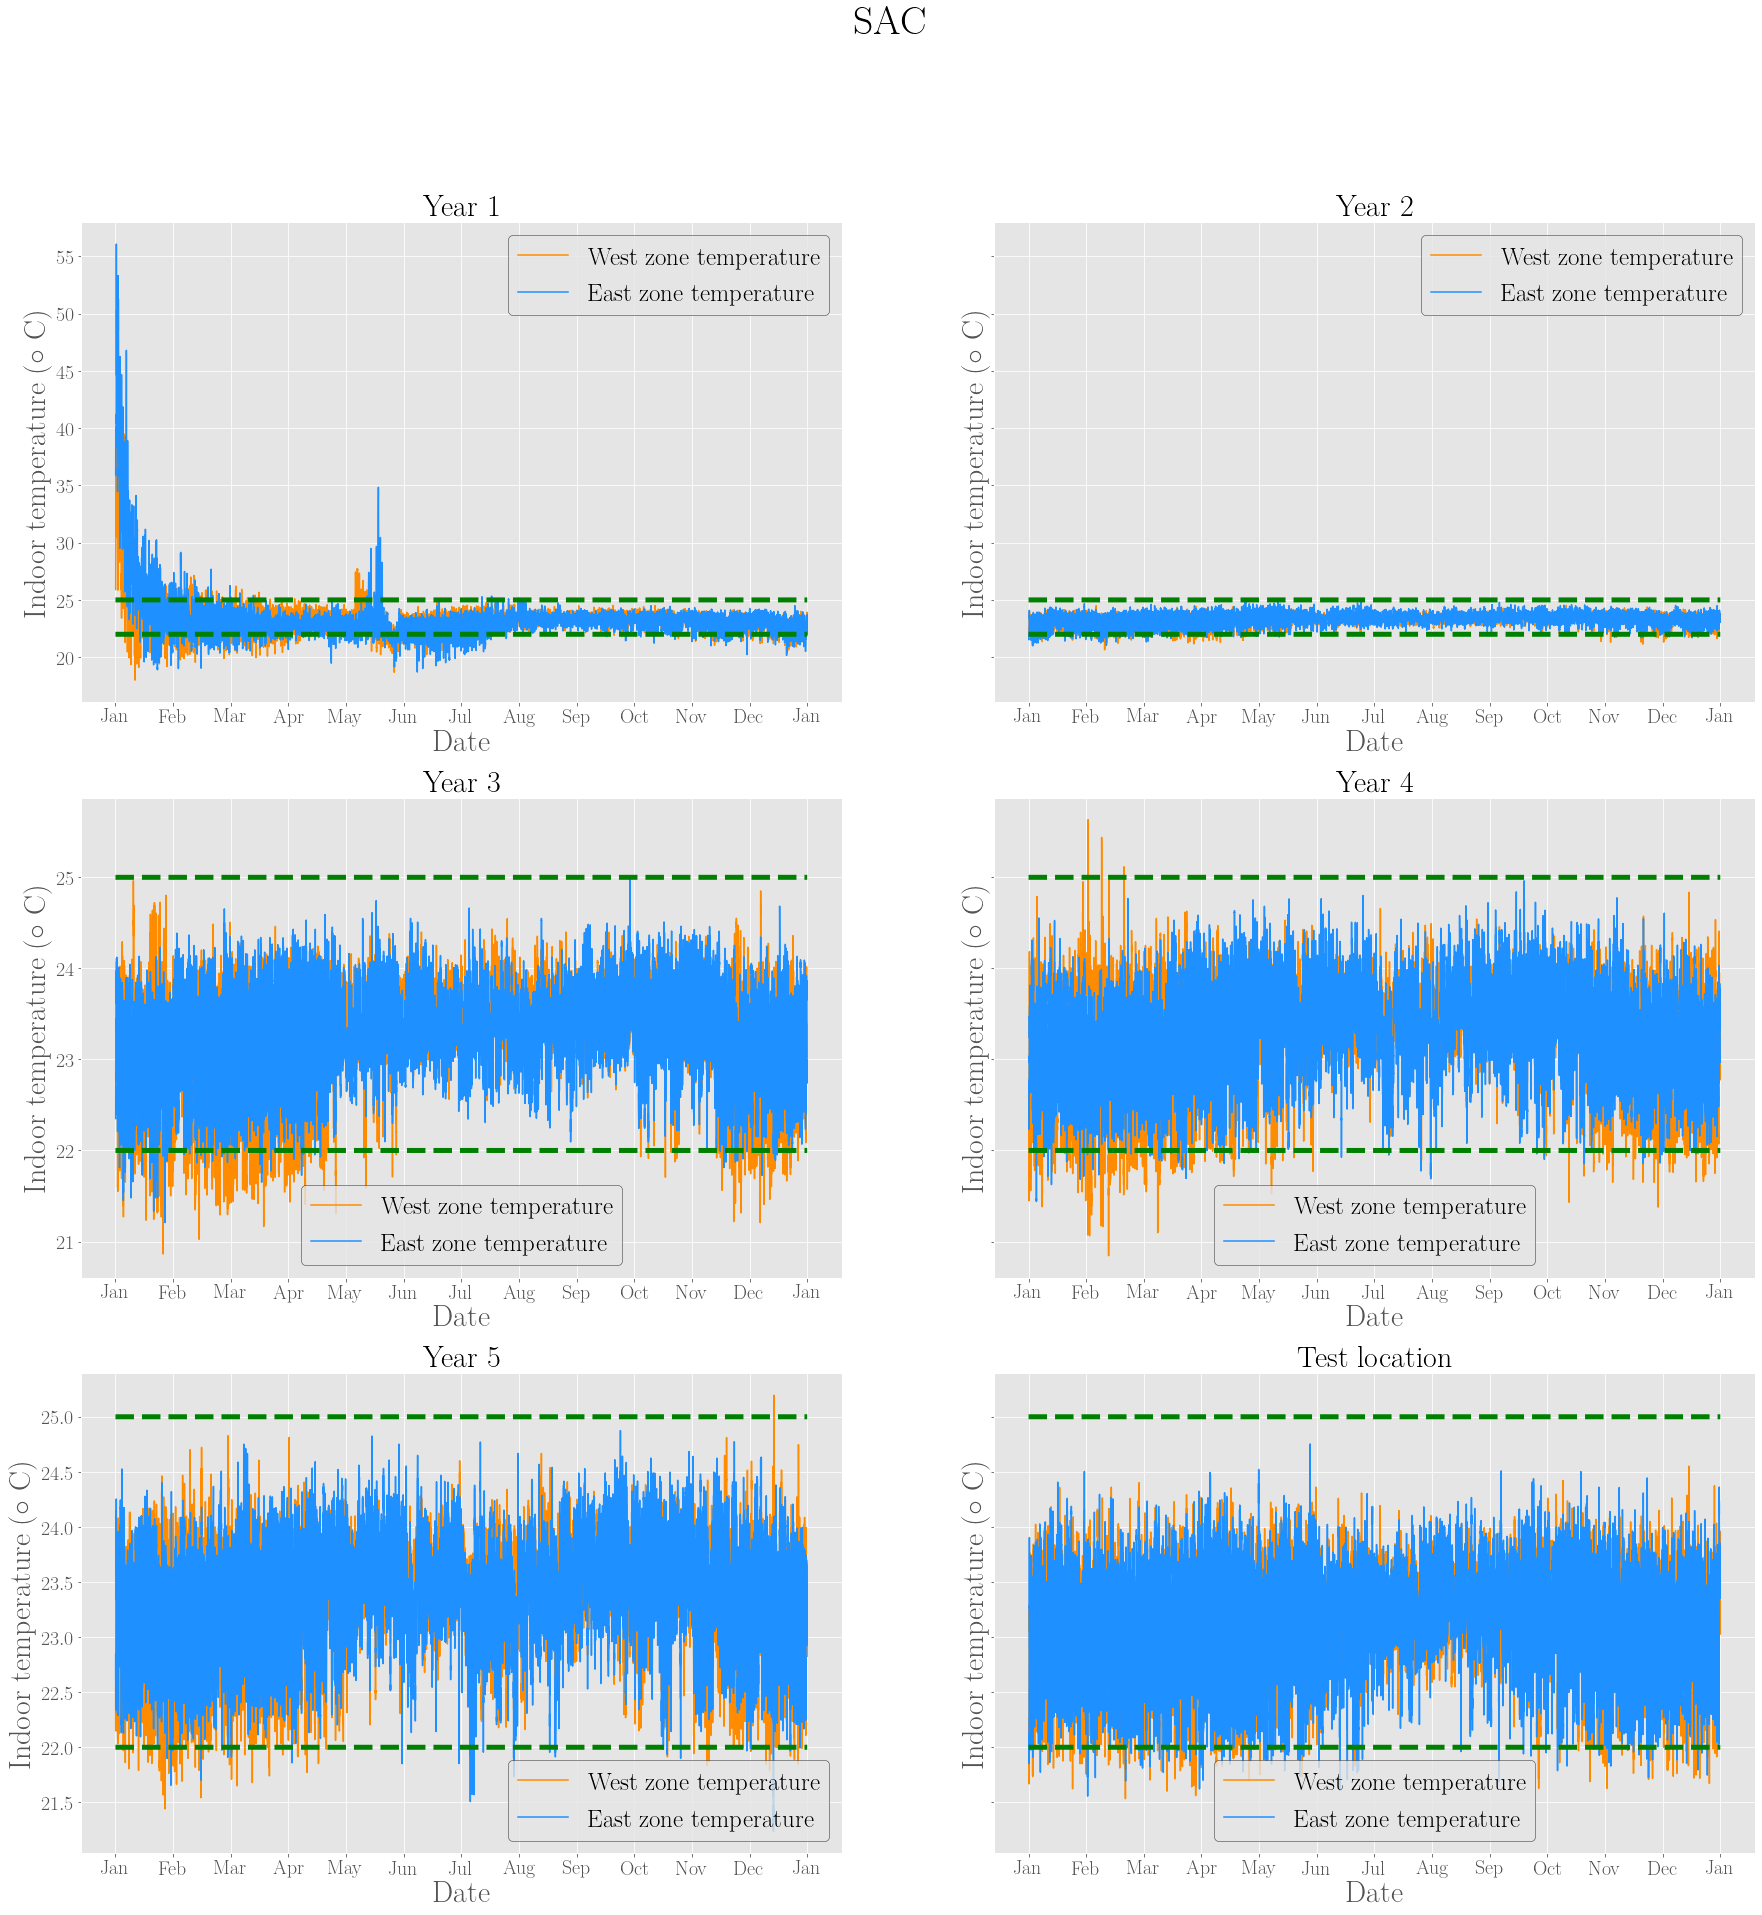 SAC
Year 1
Year 2
West zone temperature
East zone temperature
West zone temperature
East zone temperature
Indoor temperature (∘ C)
55
50
45
40
35
30
25
20
Jan Feb Mar Apr May Jun Jul Aug Sep Oct Nov Dec Jan
Date
Indoor temperature (∘ C)
Jan Feb Mar Apr May Jun Jul Aug Sep Oct Nov Dec Jan
Date
Year 3
Year 4
Indoor temperature (∘ C)
25
24
23
22
21
West zone temperature
East zone temperature
Jan Feb Mar Apr May Jun Jul Aug Sep Oct Nov Dec Jan
Date
Indoor temperature (∘ C)
West zone temperature
East zone temperature
Jan Feb Mar Apr May Jun Jul Aug Sep Oct Nov Dec Jan
Date
Year 5
Test location
Indoor temperature (∘ C)
25.0
24.5
24.0
23.5
23.0
22.5
22.0
21.5
West zone temperature
East zone temperature
Jan Feb Mar Apr May Jun Jul Aug Sep Oct Nov Dec Jan
Date
Indoor temperature (∘ C)
West zone temperature
East zone temperature
Jan Feb Mar Apr May Jun Jul Aug Sep Oct Nov Dec Jan
Date